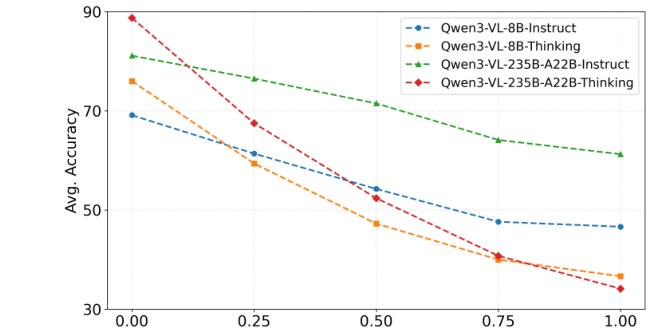 90
70
50
30
Avg. Accuracy
Qwen3-VL-8B-Instruct
Qwen3-VL-8B-Thinking
Qwen3-VL-235B-A22B-Instruct
Qwen3-VL-235B-A22B-Thinking
0.00 0.25 0.50 0.75 1.00